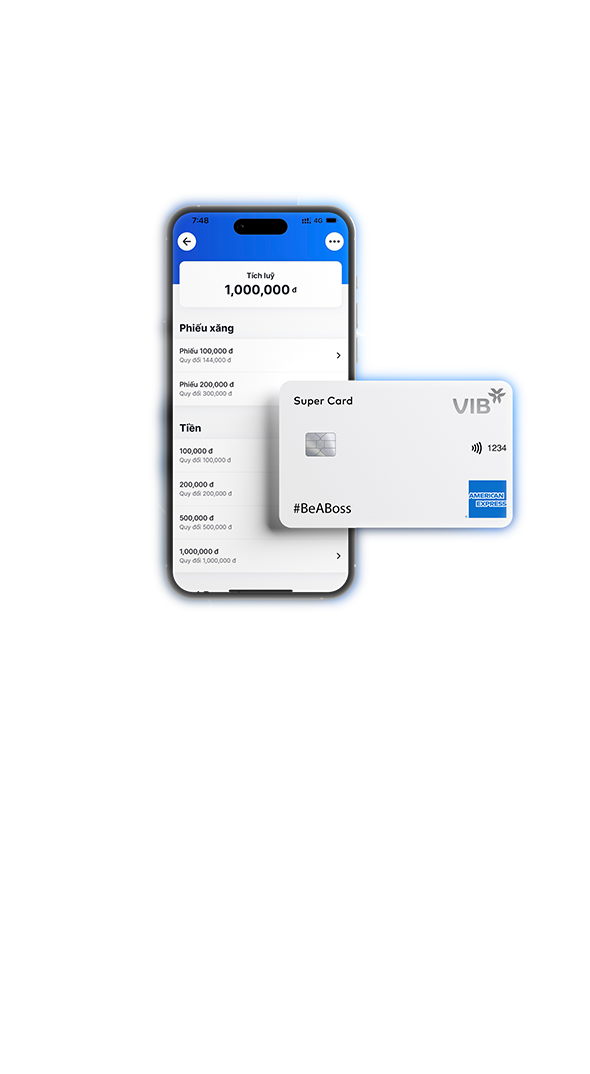 7:48
4G
Tích luỹ
1,000,000 đ
Phiếu xăng
Phiếu 100,000 đ
Quy đổi 144,000 đ
Phiếu 200,000 đ
Quy đổi 300,000 đ
Tiền
100,000 đ
Quy đổi 100,000 đ
200,000 đ
Quy đổi 200,000 đ
500,000 đ
Quy đổi 500,000 đ
1,000,000 đ
Quy đổi 1,000,000 đ
Super Card
VIB
1234
#BeABoss
AMERICAN
EXPRESS